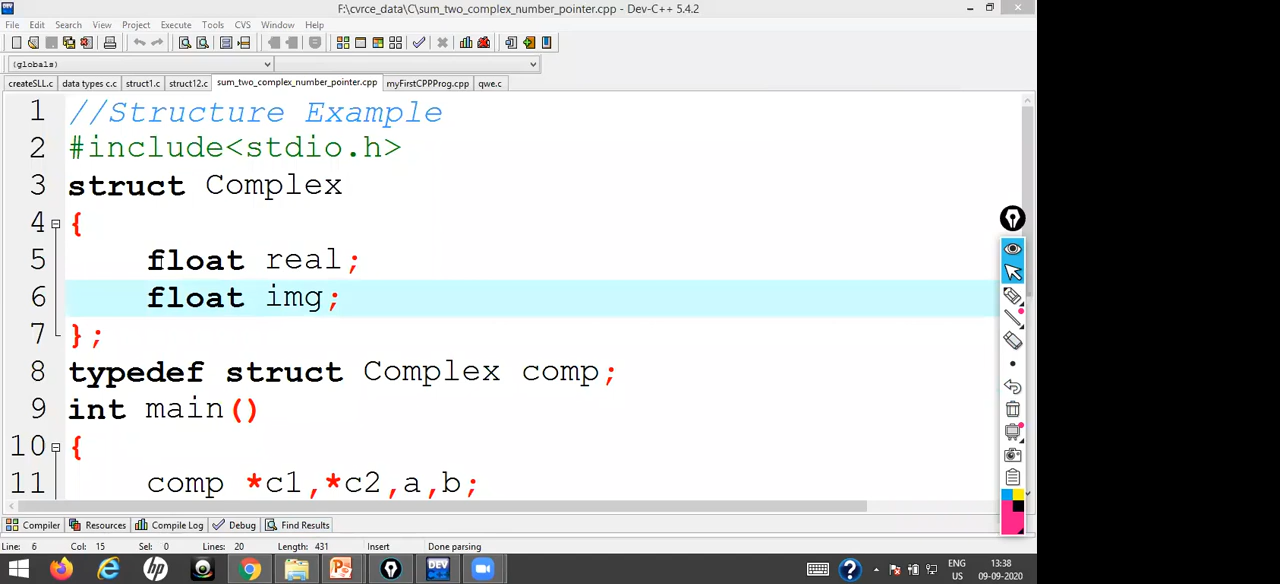 F:\cvrce_data\C\sum_two_complex_number_pointer.cpp - Dev-C++ 5.4.2
File Edit Search View Project Execute Tools CVS Window Help
(globals)
createSLL.c data types c.c struct1.c struct12.c sum_two_complex_number_pointer.cpp myFirstCPPProg.cpp qwe.c
1 //Structure Example
2 #include<stdio.h>
3 struct Complex
4 {
5 float real;
6 float img;
7 };
8 typedef struct Complex comp;
9 int main()
10 {
11 comp *c1,*c2,a,b;
Compiler Resources Compile Log Debug Find Results
Line: 6 Col: 15 Sel: 0 Lines: 20 Length: 431 Insert Done parsing
hp DEV ENG 13:38
US 09-09-2020